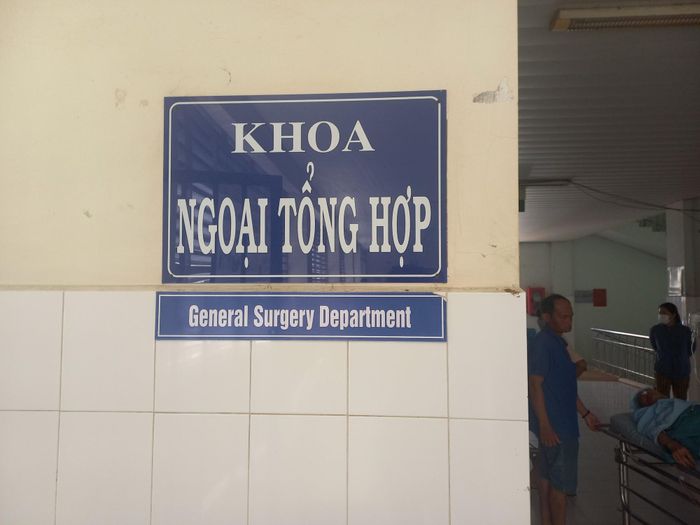 KHOA
NGOẠI TỔNG HỢP
General Surgery Department